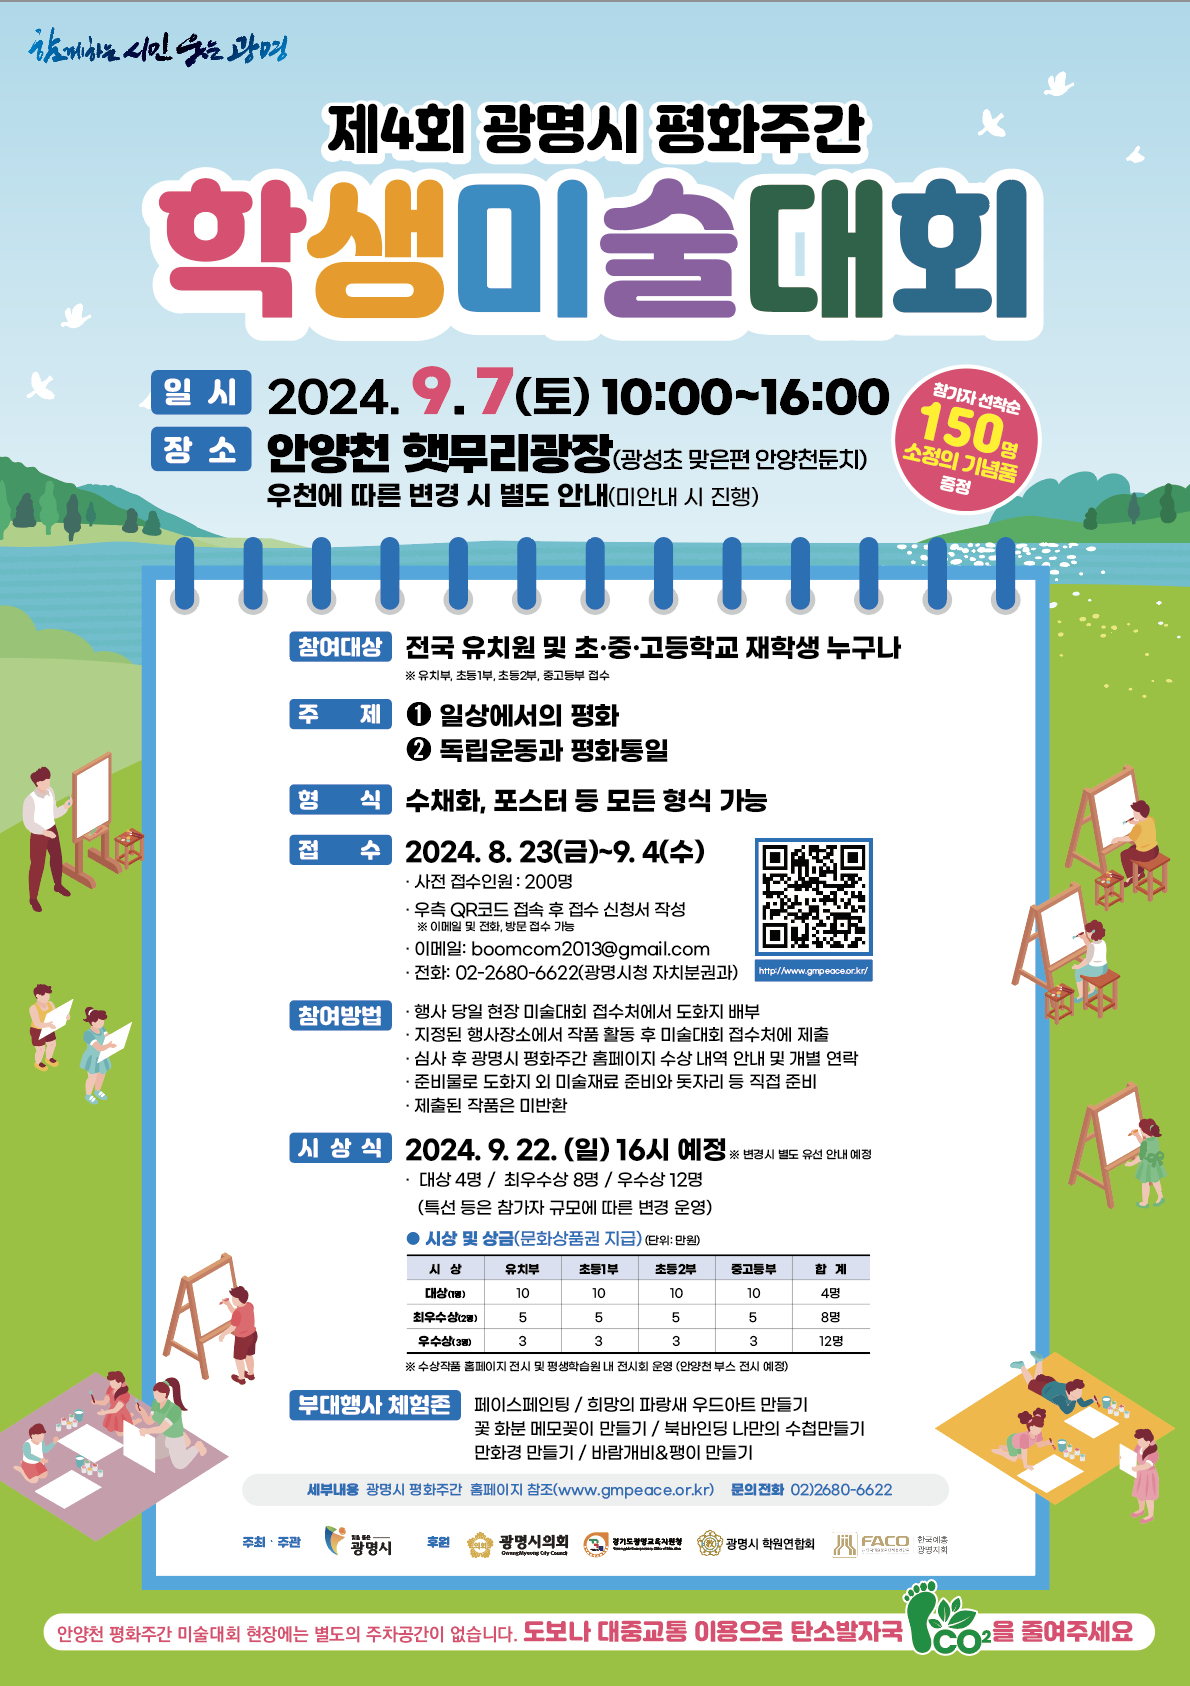 함께하는 시민 웃는 광명
제4회 광명시 평화주간
학생미술대회
일 시 2024. 9. 7(토) 10:00~16:00
장 소 안양천 햇무리광장(광성초 맞은편 안양천둔치)
우천에 따른 변경 시 별도 안내(미안내 시 진행)
참가자 선착순
150명
소정의 기념품
증정
참여대상 전국 유치원 및 초·중·고등학교 재학생 누구나
※ 유치부, 초등1부, 초등2부, 중고등부 접수
주 제 ❶ 일상에서의 평화
❷ 독립운동과 평화통일
형 식 수채화, 포스터 등 모든 형식 가능
접 수 2024. 8. 23(금)~9. 4(수)
· 사전 접수인원 : 200명
· 우측 QR코드 접속 후 접수 신청서 작성
※ 이메일 및 전화, 방문 접수 가능
· 이메일: boomcom2013@gmail.com
· 전화: 02-2680-6622(광명시청 자치분권과)
http://www.gmpeace.or.kr/
참여방법 · 행사 당일 현장 미술대회 접수처에서 도화지 배부
· 지정된 행사장소에서 작품 활동 후 미술대회 접수처에 제출
· 심사 후 광명시 평화주간 홈페이지 수상 내역 안내 및 개별 연락
· 준비물로 도화지 외 미술재료 준비와 돗자리 등 직접 준비
· 제출된 작품은 미반환
시 상 식 2024. 9. 22. (일) 16시 예정 ※ 변경시 별도 유선 안내 예정
· 대상 4명 / 최우수상 8명 / 우수상 12명
(특선 등은 참가자 규모에 따른 변경 운영)
● 시상 및 상금(문화상품권 지급) (단위: 만원)
시 상 유치부 초등1부 초등2부 중고등부 합 계
대상(1명) 10 10 10 10 4명
최우수상(2명) 5 5 5 5 8명
우수상(3명) 3 3 3 3 12명
※ 수상작품 홈페이지 전시 및 평생학습원 내 전시회 운영 (안양천 부스 전시 예정)
부대행사 체험존 페이스페인팅 / 희망의 파랑새 우드아트 만들기
꽃 화분 메모꽂이 만들기 / 북바인딩 나만의 수첩만들기
만화경 만들기 / 바람개비&팽이 만들기
세부내용 광명시 평화주간 홈페이지 참조(www.gmpeace.or.kr) 문의전화 02)2680-6622
주최 · 주관 광명시 후원 광명시의회 경기도광명교육지원청 광명시 학원연합회 FACO 한국예총
Gwangmyeong City Council 광명지회
안양천 평화주간 미술대회 현장에는 별도의 주차공간이 없습니다. 도보나 대중교통 이용으로 탄소발자국 CO2을 줄여주세요